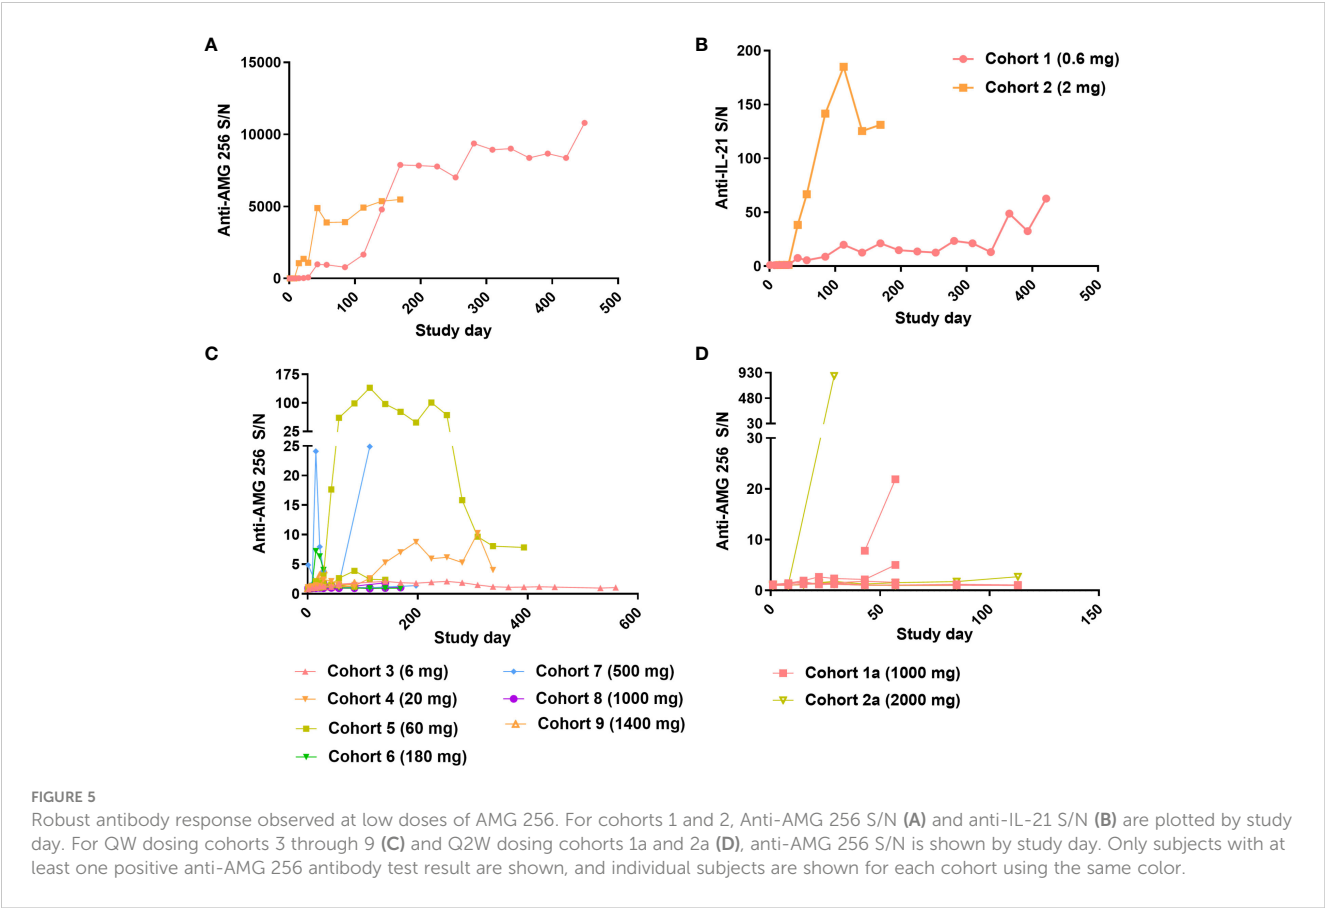 A
15000
10000
5000
0
Anti-AMG 256 S/N
0 100 200 300 400 500
Study day
B
200
150
100
50
0
Anti-IL-21 S/N
0 100 200 300 400 500
Study day
Cohort 1 (0.6 mg)
Cohort 2 (2 mg)
C
175
100
25
25
20
15
10
5
0
Anti-AMG 256 S/N
0 200 400 600
Study day
Cohort 3 (6 mg)
Cohort 4 (20 mg)
Cohort 5 (60 mg)
Cohort 6 (180 mg)
Cohort 7 (500 mg)
Cohort 8 (1000 mg)
Cohort 9 (1400 mg)
D
930
480
30
30
20
10
0
Anti-AMG 256 S/N
0 50 100 150
Study day
Cohort 1a (1000 mg)
Cohort 2a (2000 mg)
FIGURE 5
Robust antibody response observed at low doses of AMG 256. For cohorts 1 and 2, Anti-AMG 256 S/N (A) and anti-IL-21 S/N (B) are plotted by study
day. For QW dosing cohorts 3 through 9 (C) and Q2W dosing cohorts 1a and 2a (D), anti-AMG 256 S/N is shown by study day. Only subjects with at
least one positive anti-AMG 256 antibody test result are shown, and individual subjects are shown for each cohort using the same color.